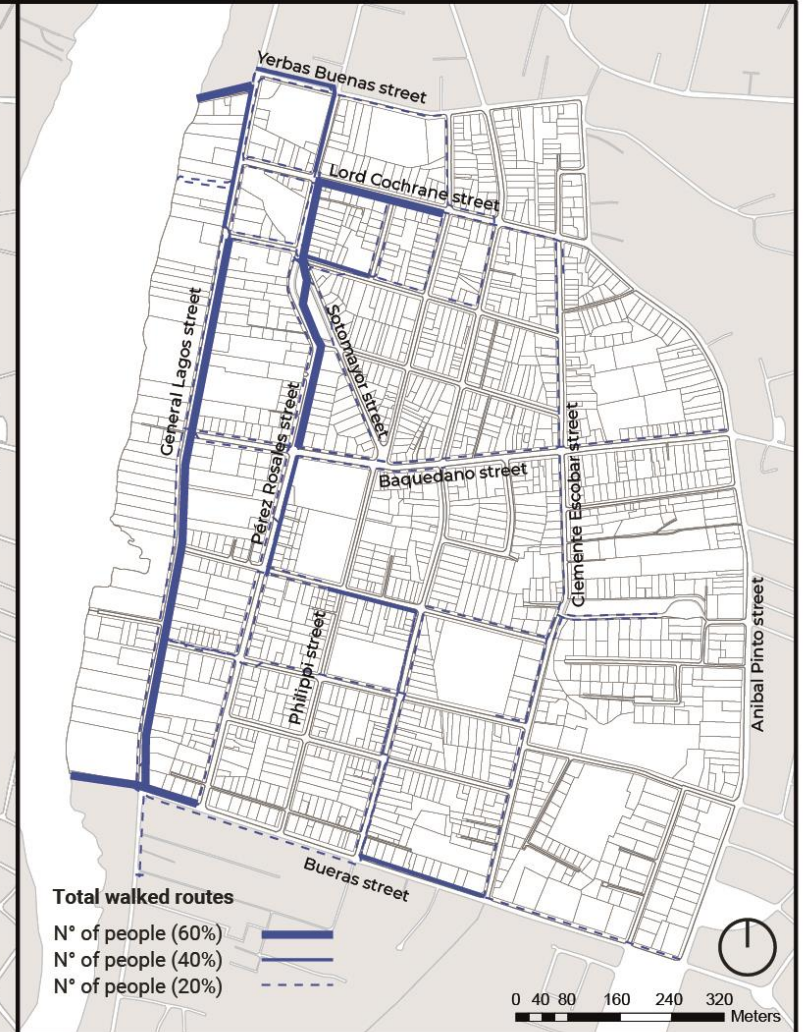 Yerbas Buenas street
Lord Cochrane street
General Lagos street
Sotomayor street
Pérez Rosales street
Baquedano street
Clemente Escobar street
Philippi street
Anibal Pinto street
Bueras street
Total walked routes
N° of people (60%)
N° of people (40%)
N° of people (20%)
0 40 80 160 240 320
Meters